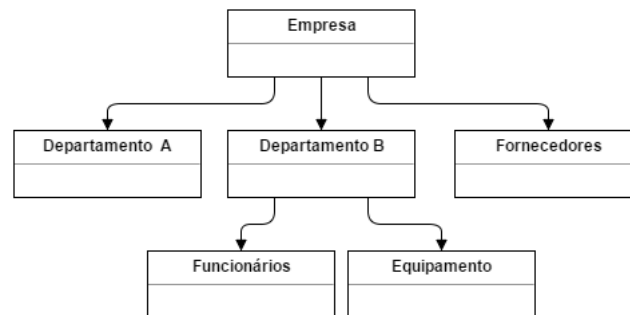 Empresa
Departamento A
Departamento B
Fornecedores
Funcionários
Equipamento